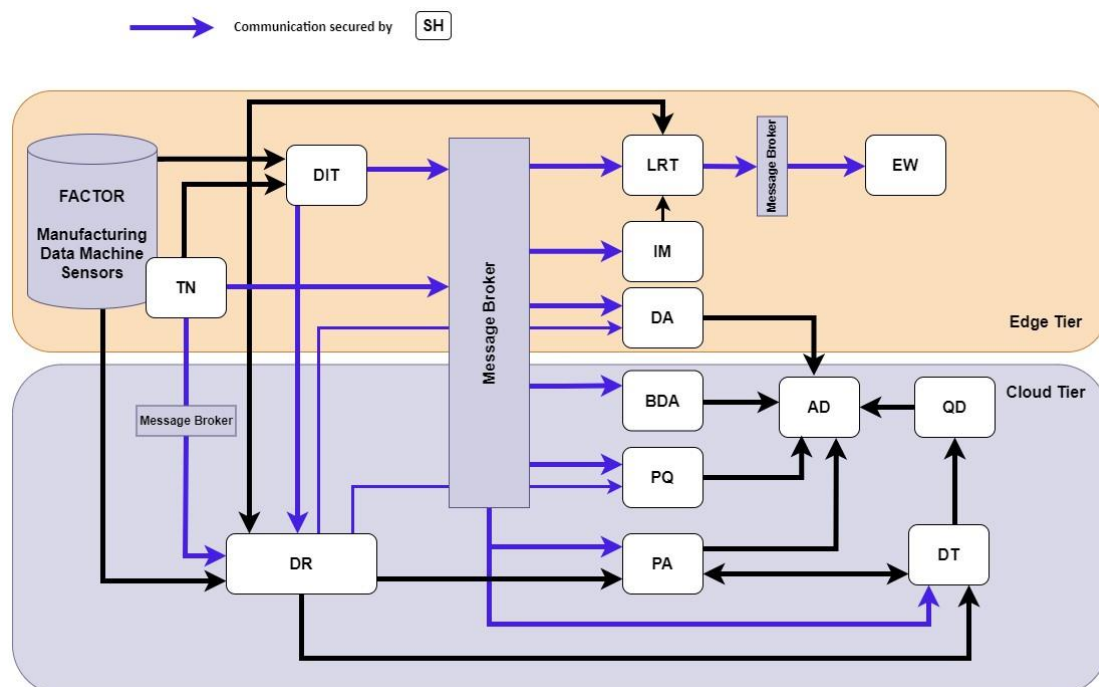 Communication secured by
SH
FACTOR
Manufacturing
Data Machine
Sensors
TN
DIT
Message Broker
LRT
Message Broker
EW
IM
DA
Edge Tier
Cloud Tier
BDA
AD
QD
Message Broker
PQ
DR
PA
DT